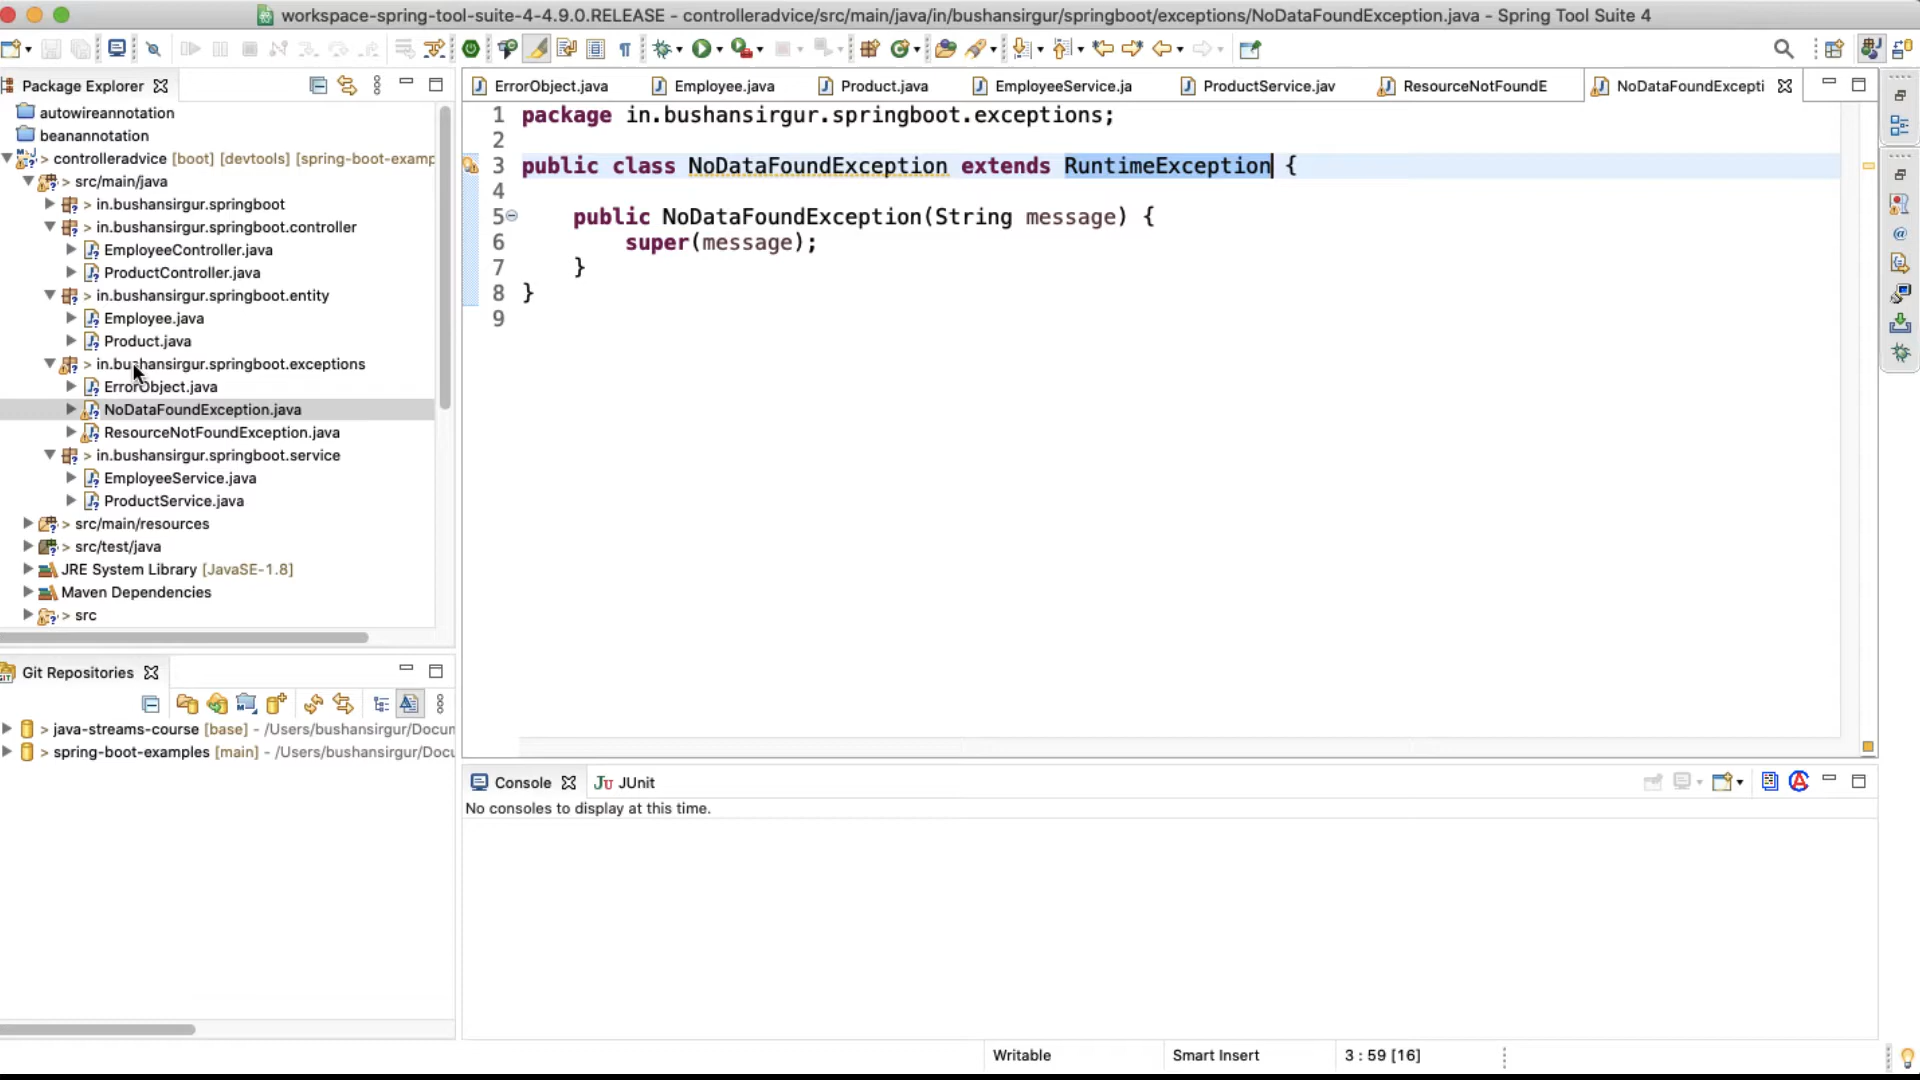 workspace-spring-tool-suite-4-4.9.0.RELEASE - controlleradvice/src/main/java/in/bushansirgur/springboot/exceptions/NoDataFoundException.java - Spring Tool Suite 4
Package Explorer
autowireannotation
beanannotation
> controlleradvice [boot] [devtools] [spring-boot-examp
> src/main/java
> in.bushansirgur.springboot
> in.bushansirgur.springboot.controller
EmployeeController.java
ProductController.java
> in.bushansirgur.springboot.entity
Employee.java
Product.java
> in.bushansirgur.springboot.exceptions
ErrorObject.java
NoDataFoundException.java
ResourceNotFoundException.java
> in.bushansirgur.springboot.service
EmployeeService.java
ProductService.java
> src/main/resources
> src/test/java
JRE System Library [JavaSE-1.8]
Maven Dependencies
> src
Git Repositories
> java-streams-course [base] - /Users/bushansirgur/Docun
> spring-boot-examples [main] - /Users/bushansirgur/Docu
ErrorObject.java Employee.java Product.java EmployeeService.ja ProductService.jav ResourceNotFoundE NoDataFoundExcepti
1 package in.bushansirgur.springboot.exceptions;
2
3 public class NoDataFoundException extends RuntimeException {
4
5 public NoDataFoundException(String message) {
6 super(message);
7 }
8 }
9
Console JUnit
No consoles to display at this time.
Writable Smart Insert 3 : 59 [16]